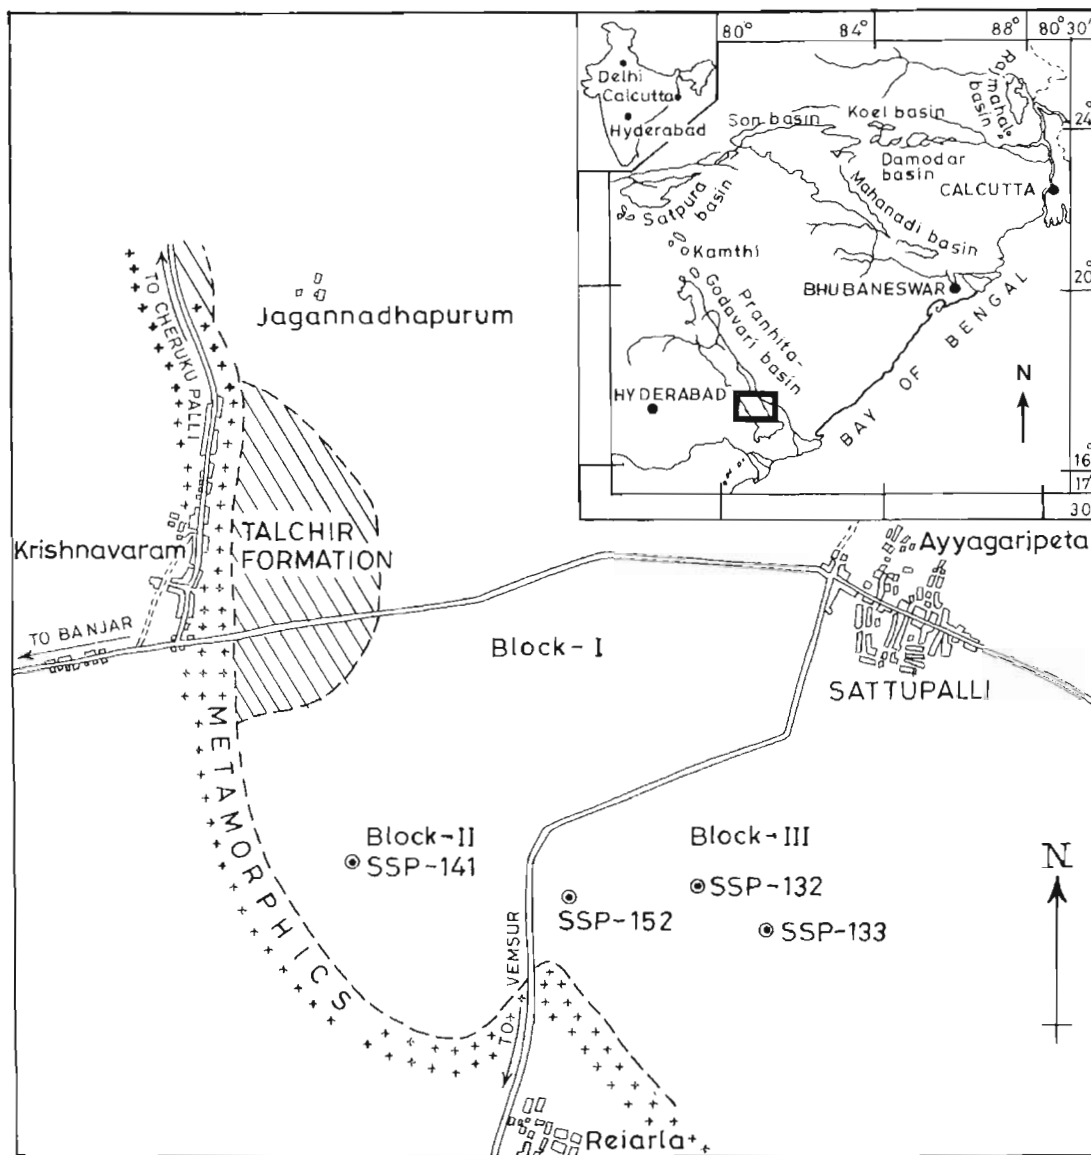 80°
84°
88°
80°30'
Delhi
Calcutta
Hyderabad
Son basin
Koel basin
Rajmahal
basin
24°
Damodar
basin
Satpura
basin
Mahanadi basin
CALCUTTA
Kamthi
20°
BHUBANESWAR
Pranhita-
Godavari basin
BAY OF BENGAL
N
HYDERABAD
16°
17°
30
TO CHERUKUPALLI
Jagannadhapurum
TALCHIR
FORMATION
Krishnavaram
Ayyagaripeta
TO BANJAR
Block-I
SATTUPALLI
METAMORPHICS
Block-II
SSP-141
Block-III
SSP-132
SSP-152
SSP-133
N
TO VEMSUR
Reiarla